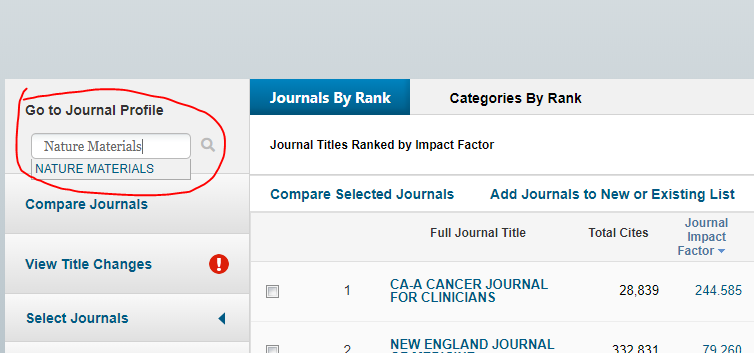 Go to Journal Profile
Nature Materials
NATURE MATERIALS
Compare Journals
View Title Changes
Select Journals
Journals By Rank
Categories By Rank
Journal Titles Ranked by Impact Factor
Compare Selected Journals
Add Journals to New or Existing List
Full Journal Title
Total Cites
Journal
Impact
Factor
1
CA-A CANCER JOURNAL
FOR CLINICIANS
28,839
244.585
2
NEW ENGLAND JOURNAL
OF MEDICINE
332,831
79.260